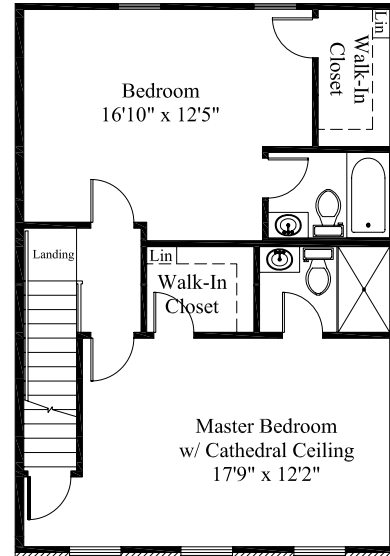 Lin
Walk-In
Closet
Bedroom
16'10" x 12'5"
Landing
Lin
Walk-In
Closet
Master Bedroom
w/ Cathedral Ceiling
17'9" x 12'2"